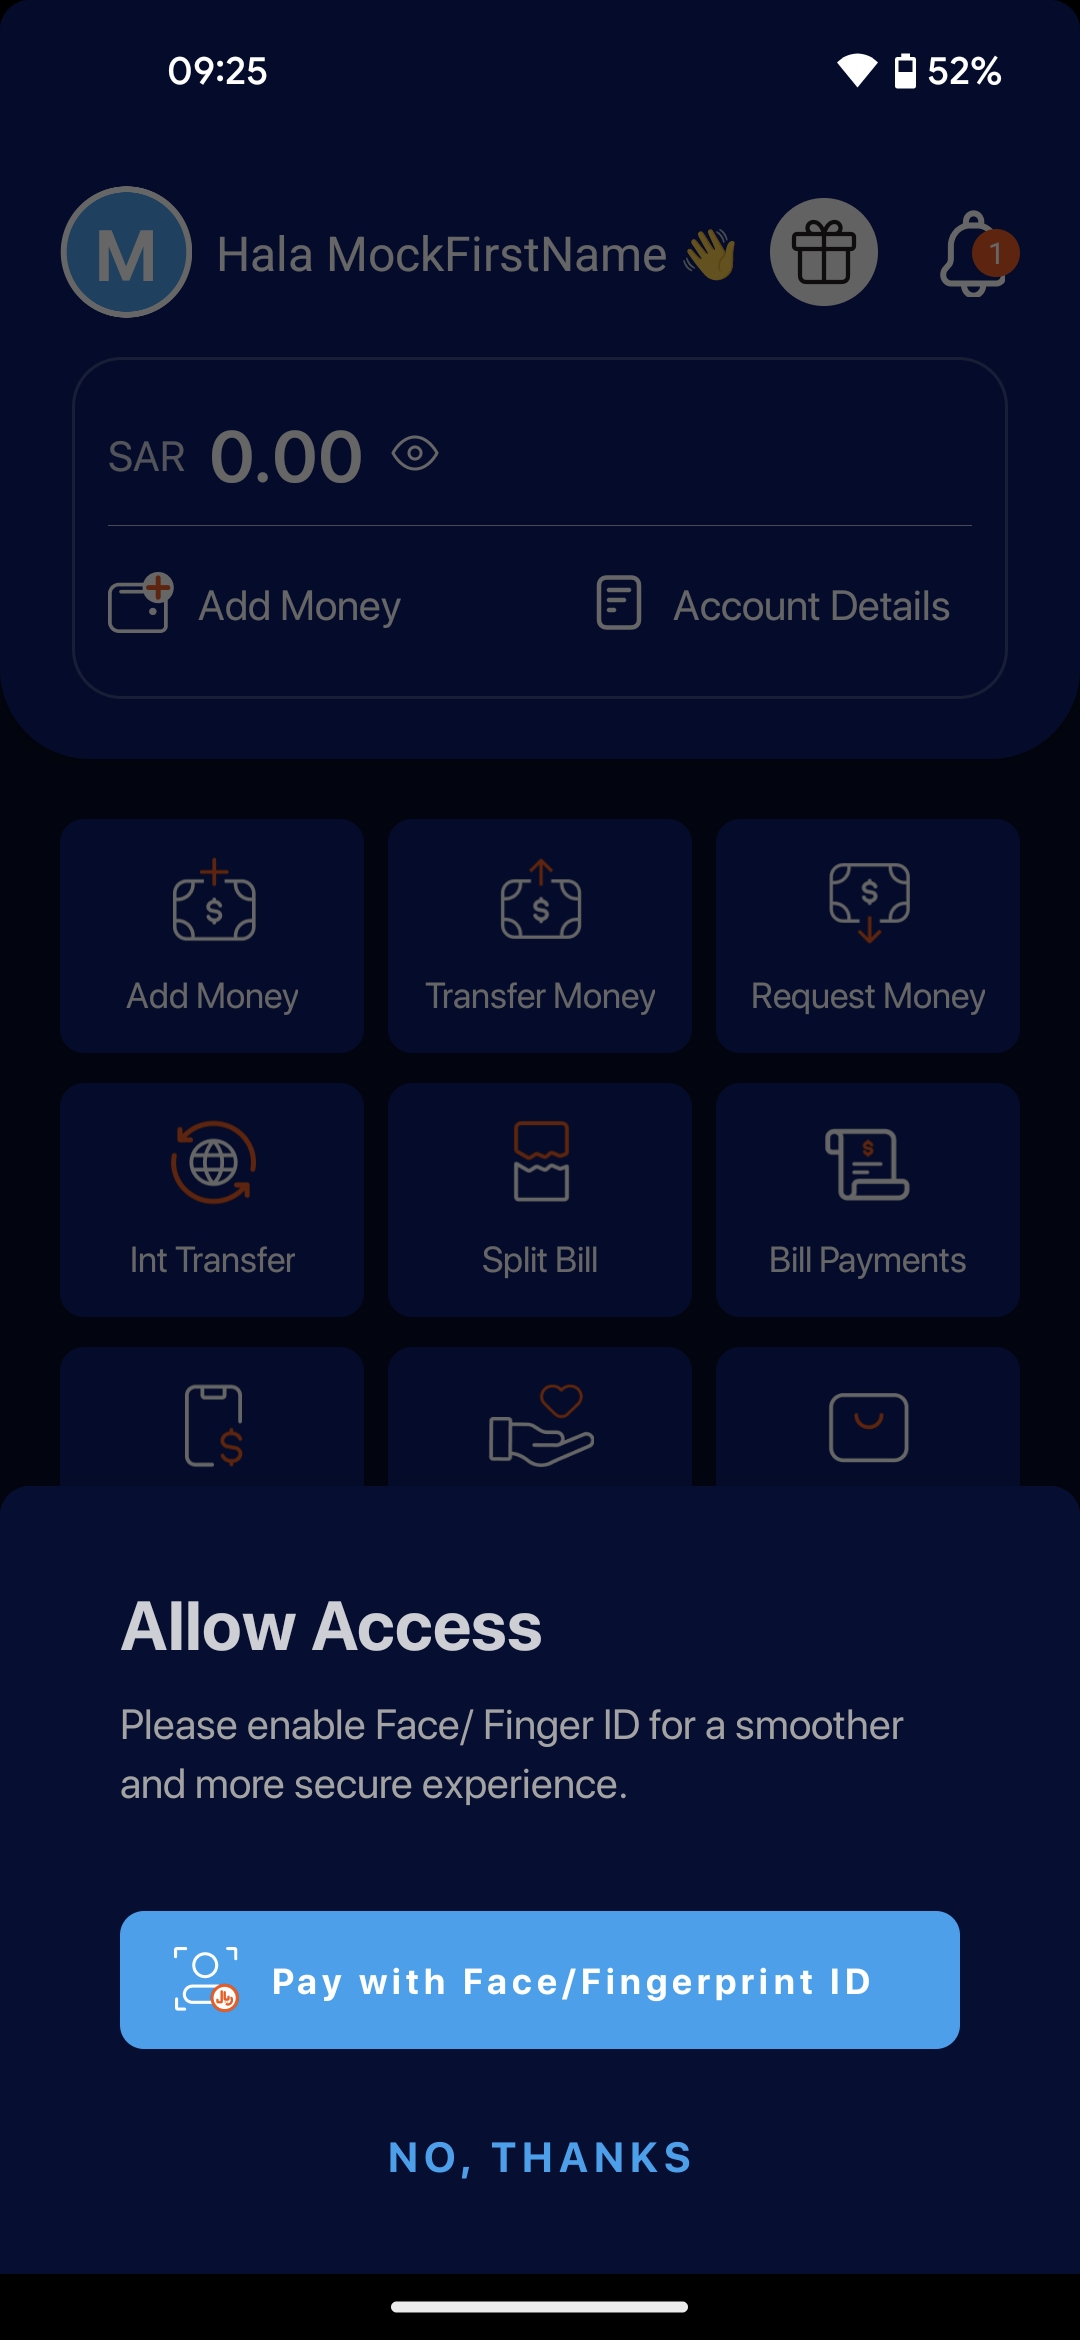 09:25
52%
M
Hala MockFirstName 👋
1
SAR 0.00
Add Money
Account Details
Add Money
Transfer Money
Request Money
Int Transfer
Split Bill
Bill Payments
Allow Access
Please enable Face/ Finger ID for a smoother
and more secure experience.
Pay with Face/Fingerprint ID
NO, THANKS